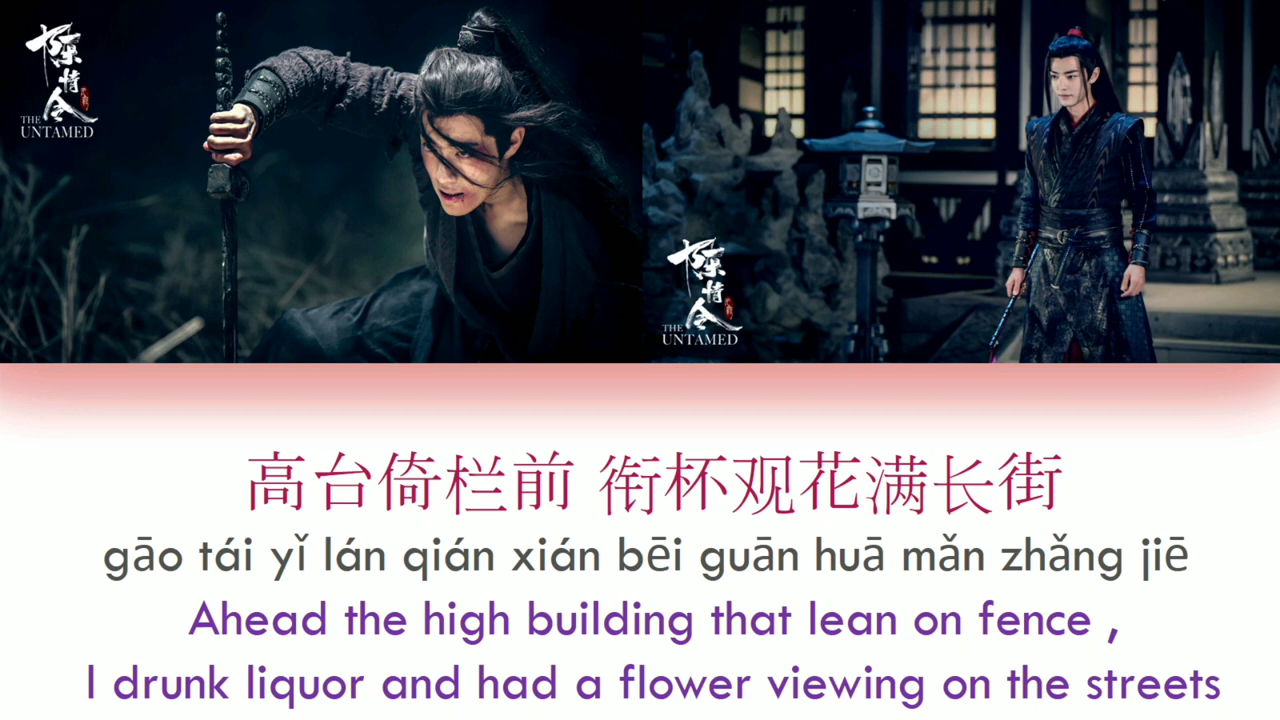 陈情令
THE
UNTAMED
陈情令
THE
UNTAMED
高台倚栏前 衔杯观花满长街
gāo tái yǐ lán qián xián bēi guān huā mǎn zhǎng jiē
Ahead the high building that lean on fence ,
I drunk liquor and had a flower viewing on the streets